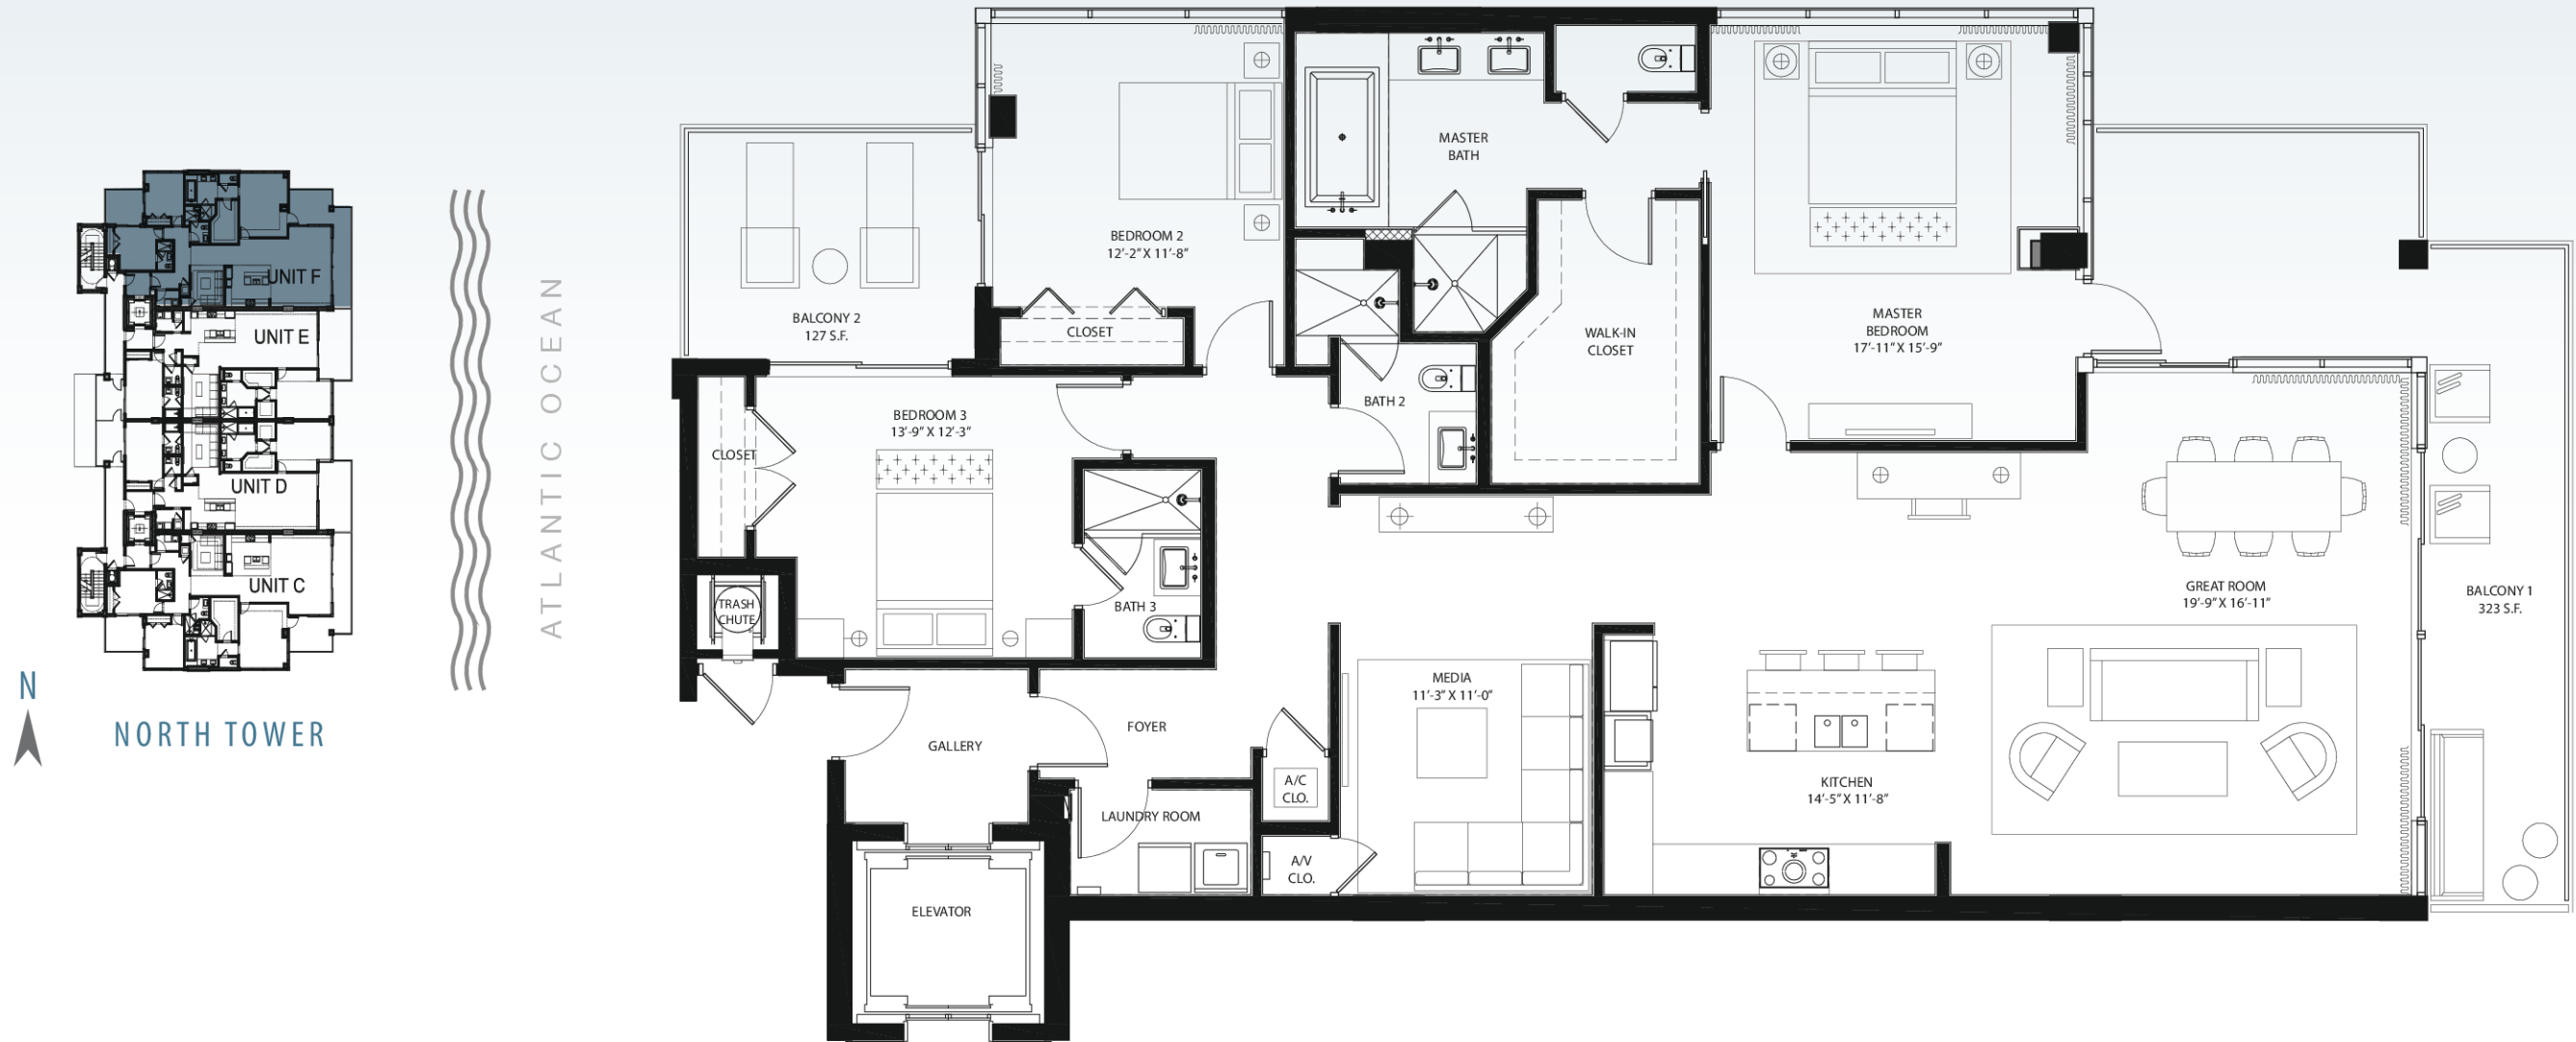 UNIT F
UNIT E
UNIT D
UNIT C
N
NORTH TOWER
ATLANTIC OCEAN
BALCONY 2
127 S.F.
BEDROOM 2
12'-2" X 11'-8"
CLOSET
MASTER
BATH
WALK-IN
CLOSET
MASTER
BEDROOM
17'-11" X 15'-9"
BEDROOM 3
13'-9" X 12'-3"
CLOSET
BATH 2
TRASH
CHUTE
BATH 3
GREAT ROOM
19'-9" X 16'-11"
BALCONY 1
323 S.F.
MEDIA
11'-3" X 11'-0"
FOYER
GALLERY
A/C
CLO.
KITCHEN
14'-5" X 11'-8"
LAUNDRY ROOM
A/V
CLO.
ELEVATOR